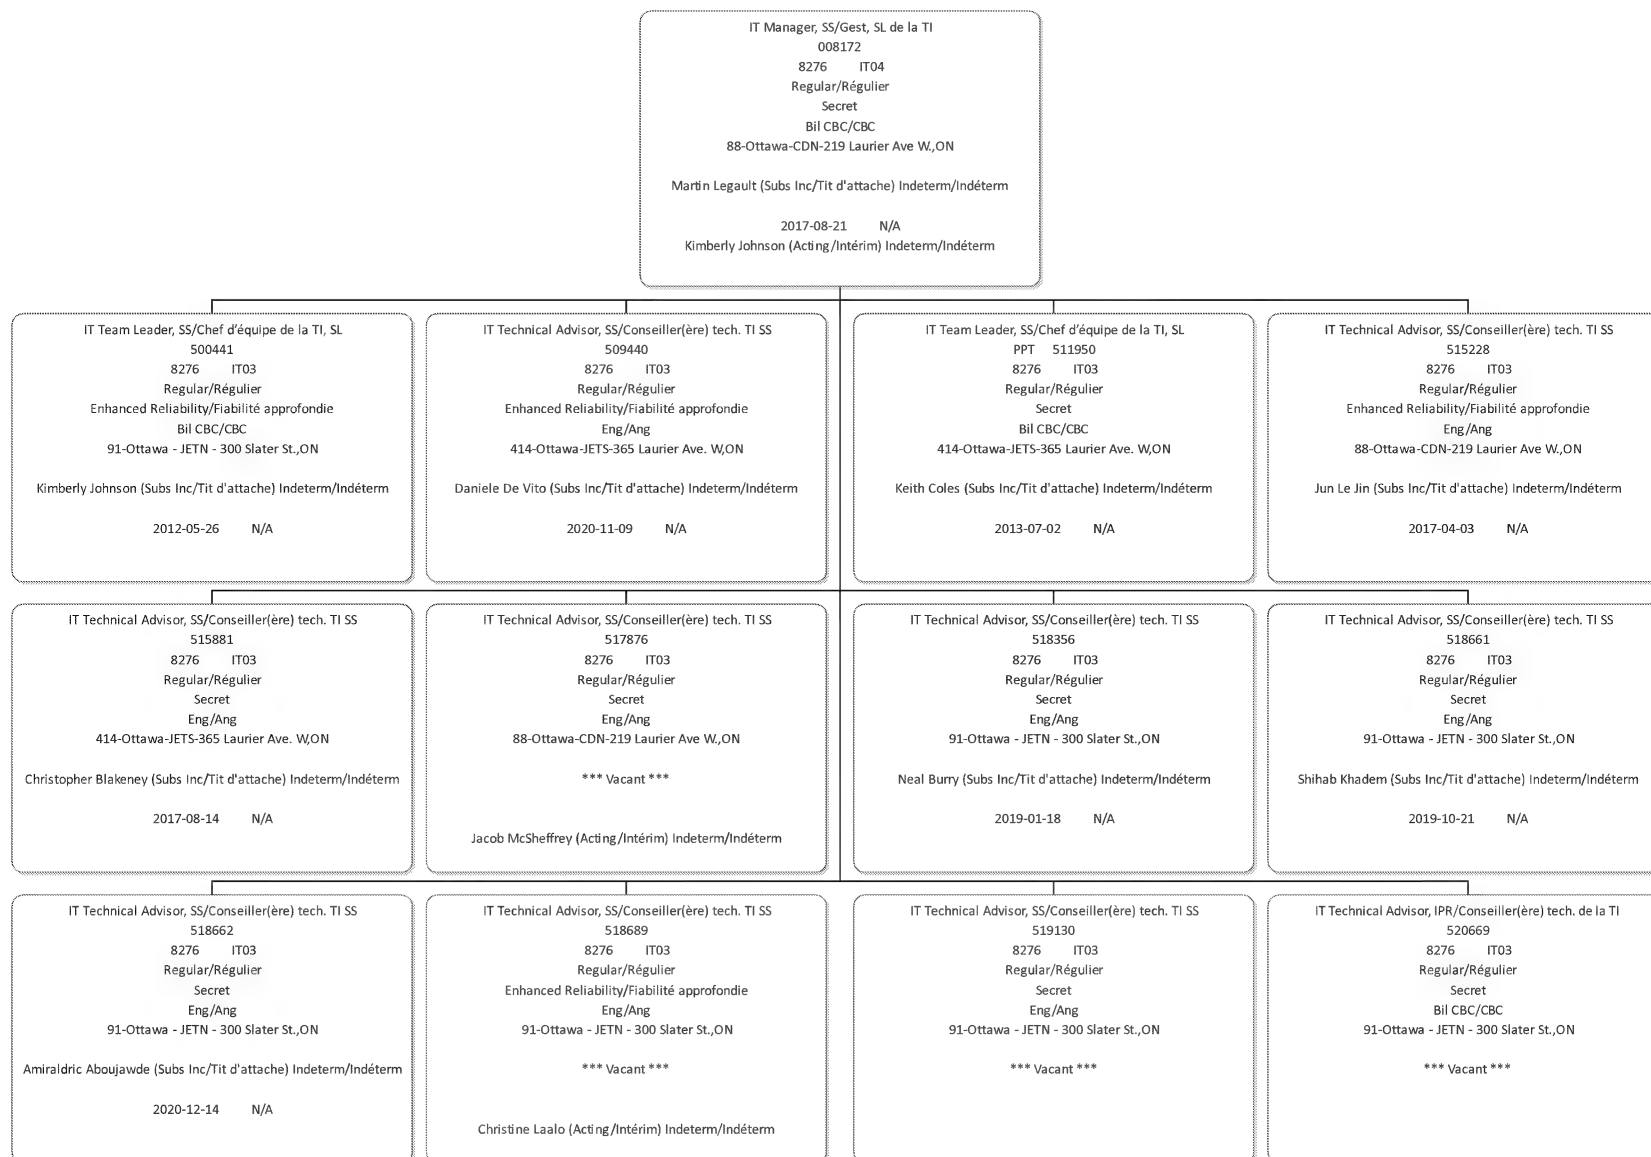 IT Manager, SS/Gest, SL de la TI
008172
8276 IT04
Regular/Régulier
Secret
Bil CBC/CBC
88-Ottawa-CDN-219 Laurier Ave W.,ON
Martin Legault (Subs Inc/Tit d'attache) Indeterm/Indéterm
2017-08-21 N/A
Kimberly Johnson (Acting/Intérim) Indeterm/Indéterm
IT Team Leader, SS/Chef d'équipe de la TI, SL
500441
8276 IT03
Regular/Régulier
Enhanced Reliability/Fiabilité approfondie
Bil CBC/CBC
91-Ottawa - JETN - 300 Slater St.,ON
Kimberly Johnson (Subs Inc/Tit d'attache) Indeterm/Indéterm
2012-05-26 N/A
IT Technical Advisor, SS/Conseiller(ère) tech. TI SS
509440
8276 IT03
Regular/Régulier
Enhanced Reliability/Fiabilité approfondie
Eng/Ang
414-Ottawa-JETS-365 Laurier Ave. W,ON
Daniele De Vito (Subs Inc/Tit d'attache) Indeterm/Indéterm
2020-11-09 N/A
IT Team Leader, SS/Chef d'équipe de la TI, SL
PPT 511950
8276 IT03
Regular/Régulier
Secret
Bil CBC/CBC
414-Ottawa-JETS-365 Laurier Ave. W,ON
Keith Coles (Subs Inc/Tit d'attache) Indeterm/Indéterm
2013-07-02 N/A
IT Technical Advisor, SS/Conseiller(ère) tech. TI SS
515228
8276 IT03
Regular/Régulier
Enhanced Reliability/Fiabilité approfondie
Eng/Ang
88-Ottawa-CDN-219 Laurier Ave W.,ON
Jun Le Jin (Subs Inc/Tit d'attache) Indeterm/Indéterm
2017-04-03 N/A
IT Technical Advisor, SS/Conseiller(ère) tech. TI SS
515881
8276 IT03
Regular/Régulier
Secret
Eng/Ang
414-Ottawa-JETS-365 Laurier Ave. W,ON
Christopher Blakeney (Subs Inc/Tit d'attache) Indeterm/Indéterm
2017-08-14 N/A
IT Technical Advisor, SS/Conseiller(ère) tech. TI SS
517876
8276 IT03
Regular/Régulier
Secret
Eng/Ang
88-Ottawa-CDN-219 Laurier Ave W.,ON
*** Vacant ***
Jacob McSheffrey (Acting/Intérim) Indeterm/Indéterm
IT Technical Advisor, SS/Conseiller(ère) tech. TI SS
518356
8276 IT03
Regular/Régulier
Secret
Eng/Ang
91-Ottawa - JETN - 300 Slater St.,ON
Neal Burry (Subs Inc/Tit d'attache) Indeterm/Indéterm
2019-01-18 N/A
IT Technical Advisor, SS/Conseiller(ère) tech. TI SS
518661
8276 IT03
Regular/Régulier
Secret
Eng/Ang
91-Ottawa - JETN - 300 Slater St.,ON
Shihab Khadem (Subs Inc/Tit d'attache) Indeterm/Indéterm
2019-10-21 N/A
IT Technical Advisor, SS/Conseiller(ère) tech. TI SS
518662
8276 IT03
Regular/Régulier
Secret
Eng/Ang
91-Ottawa - JETN - 300 Slater St.,ON
Amiraldric Aboujawde (Subs Inc/Tit d'attache) Indeterm/Indéterm
2020-12-14 N/A
IT Technical Advisor, SS/Conseiller(ère) tech. TI SS
518689
8276 IT03
Regular/Régulier
Enhanced Reliability/Fiabilité approfondie
Eng/Ang
91-Ottawa - JETN - 300 Slater St.,ON
*** Vacant ***
Christine Laalo (Acting/Intérim) Indeterm/Indéterm
IT Technical Advisor, SS/Conseiller(ère) tech. TI SS
519130
8276 IT03
Regular/Régulier
Secret
Eng/Ang
91-Ottawa - JETN - 300 Slater St.,ON
*** Vacant ***
IT Technical Advisor, IPR/Conseiller(ère) tech. de la TI
520669
8276 IT03
Regular/Régulier
Secret
Bil CBC/CBC
91-Ottawa - JETN - 300 Slater St.,ON
*** Vacant ***